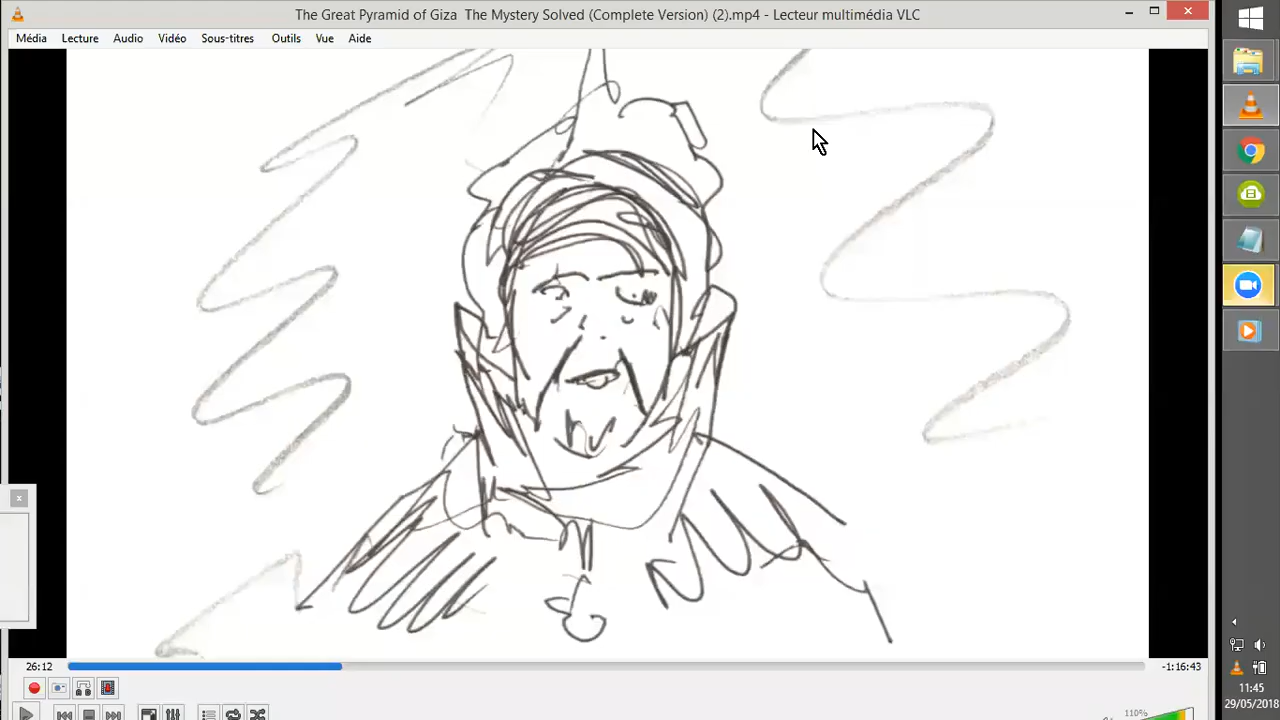 The Great Pyramid of Giza  The Mystery Solved (Complete Version) (2).mp4 - Lecteur multimédia VLC
Média Lecture Audio Vidéo Sous-titres Outils Vue Aide
26:12 -1:16:43
110%
11:45
29/05/2018